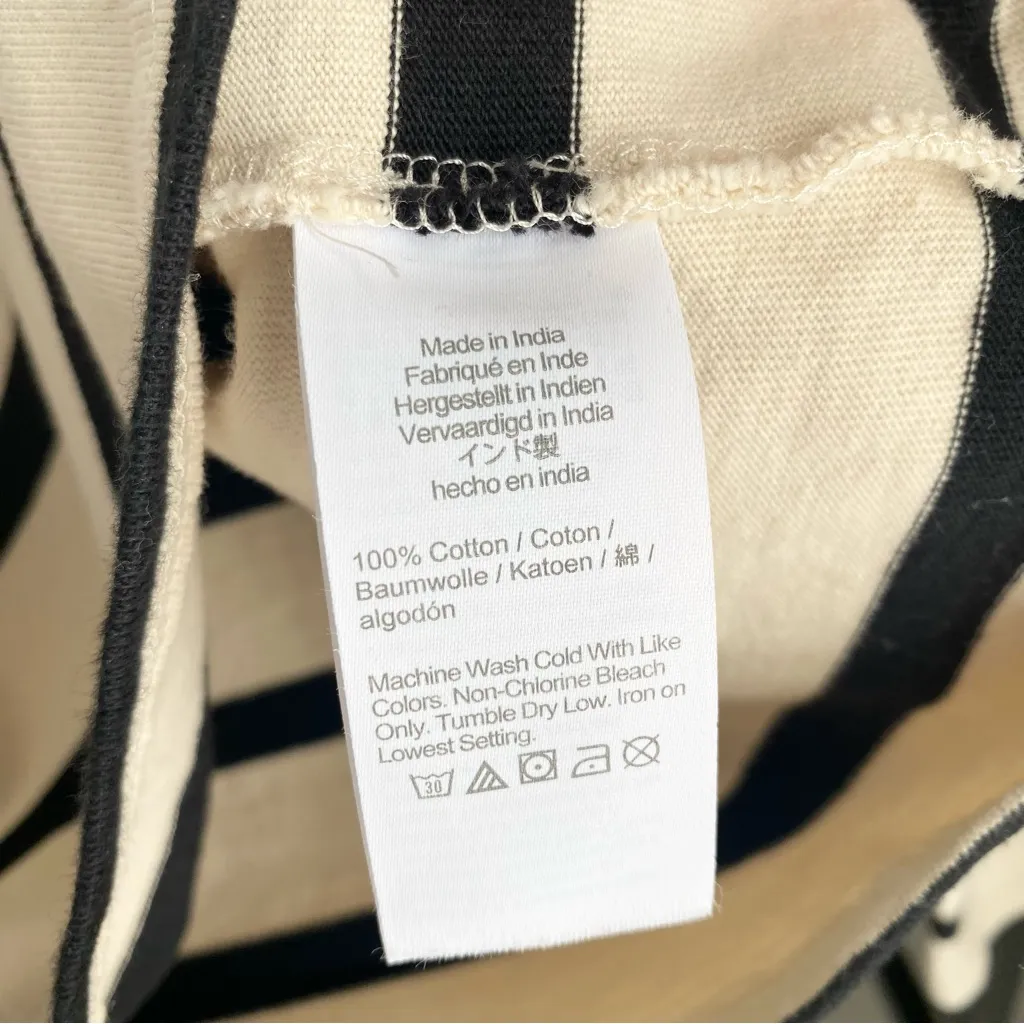 Made in India
Fabriqué en Inde
Hergestellt in Indien
Vervaardigd in India
インド製
hecho en india
100% Cotton / Coton /
Baumwolle / Katoen / 綿 /
algodón
Machine Wash Cold With Like
Colors. Non-Chlorine Bleach
Only. Tumble Dry Low. Iron on
Lowest Setting.
30